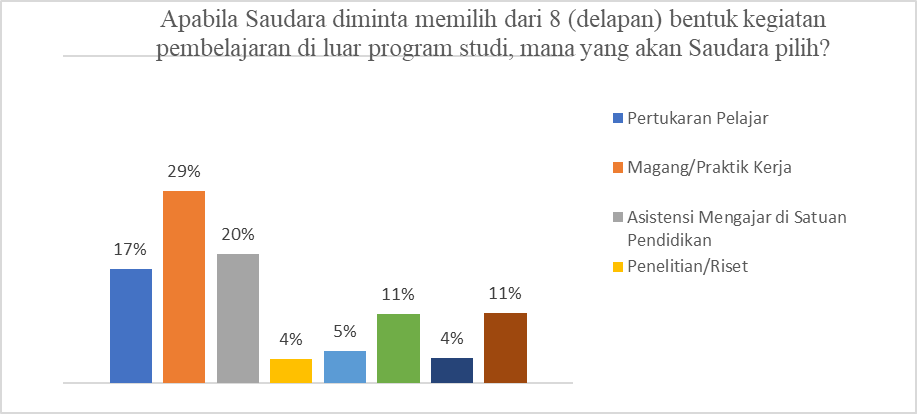 Apabila Saudara diminta memilih dari 8 (delapan) bentuk kegiatan
pembelajaran di luar program studi, mana yang akan Saudara pilih?
17%
29%
20%
4%
5%
11%
4%
11%
Pertukaran Pelajar
Magang/Praktik Kerja
Asistensi Mengajar di Satuan
Pendidikan
Penelitian/Riset